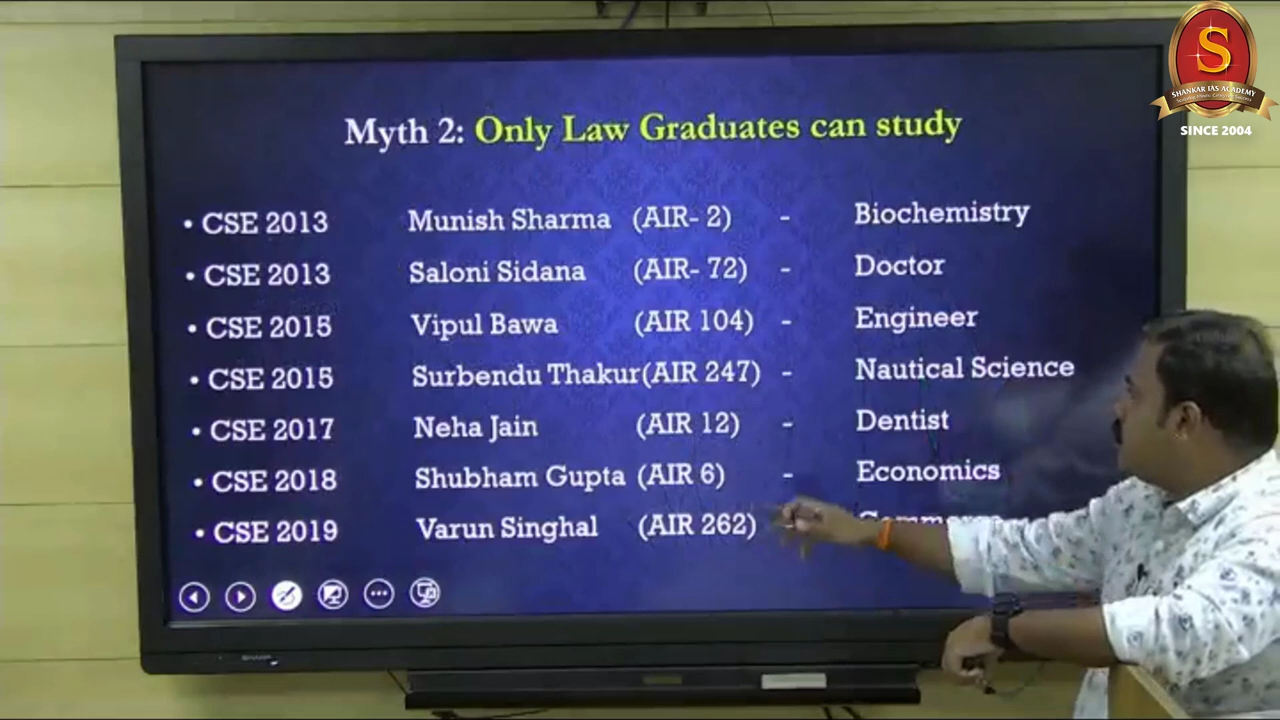 SHANKAR IAS ACADEMY
SINCE 2004
Myth 2: Only Law Graduates can study
• CSE 2013 Munish Sharma (AIR- 2) - Biochemistry
• CSE 2013 Saloni Sidana (AIR- 72) - Doctor
• CSE 2015 Vipul Bawa (AIR 104) - Engineer
• CSE 2015 Surbendu Thakur(AIR 247) - Nautical Science
• CSE 2017 Neha Jain (AIR 12) - Dentist
• CSE 2018 Shubham Gupta (AIR 6) - Economics
• CSE 2019 Varun Singhal (AIR 262)